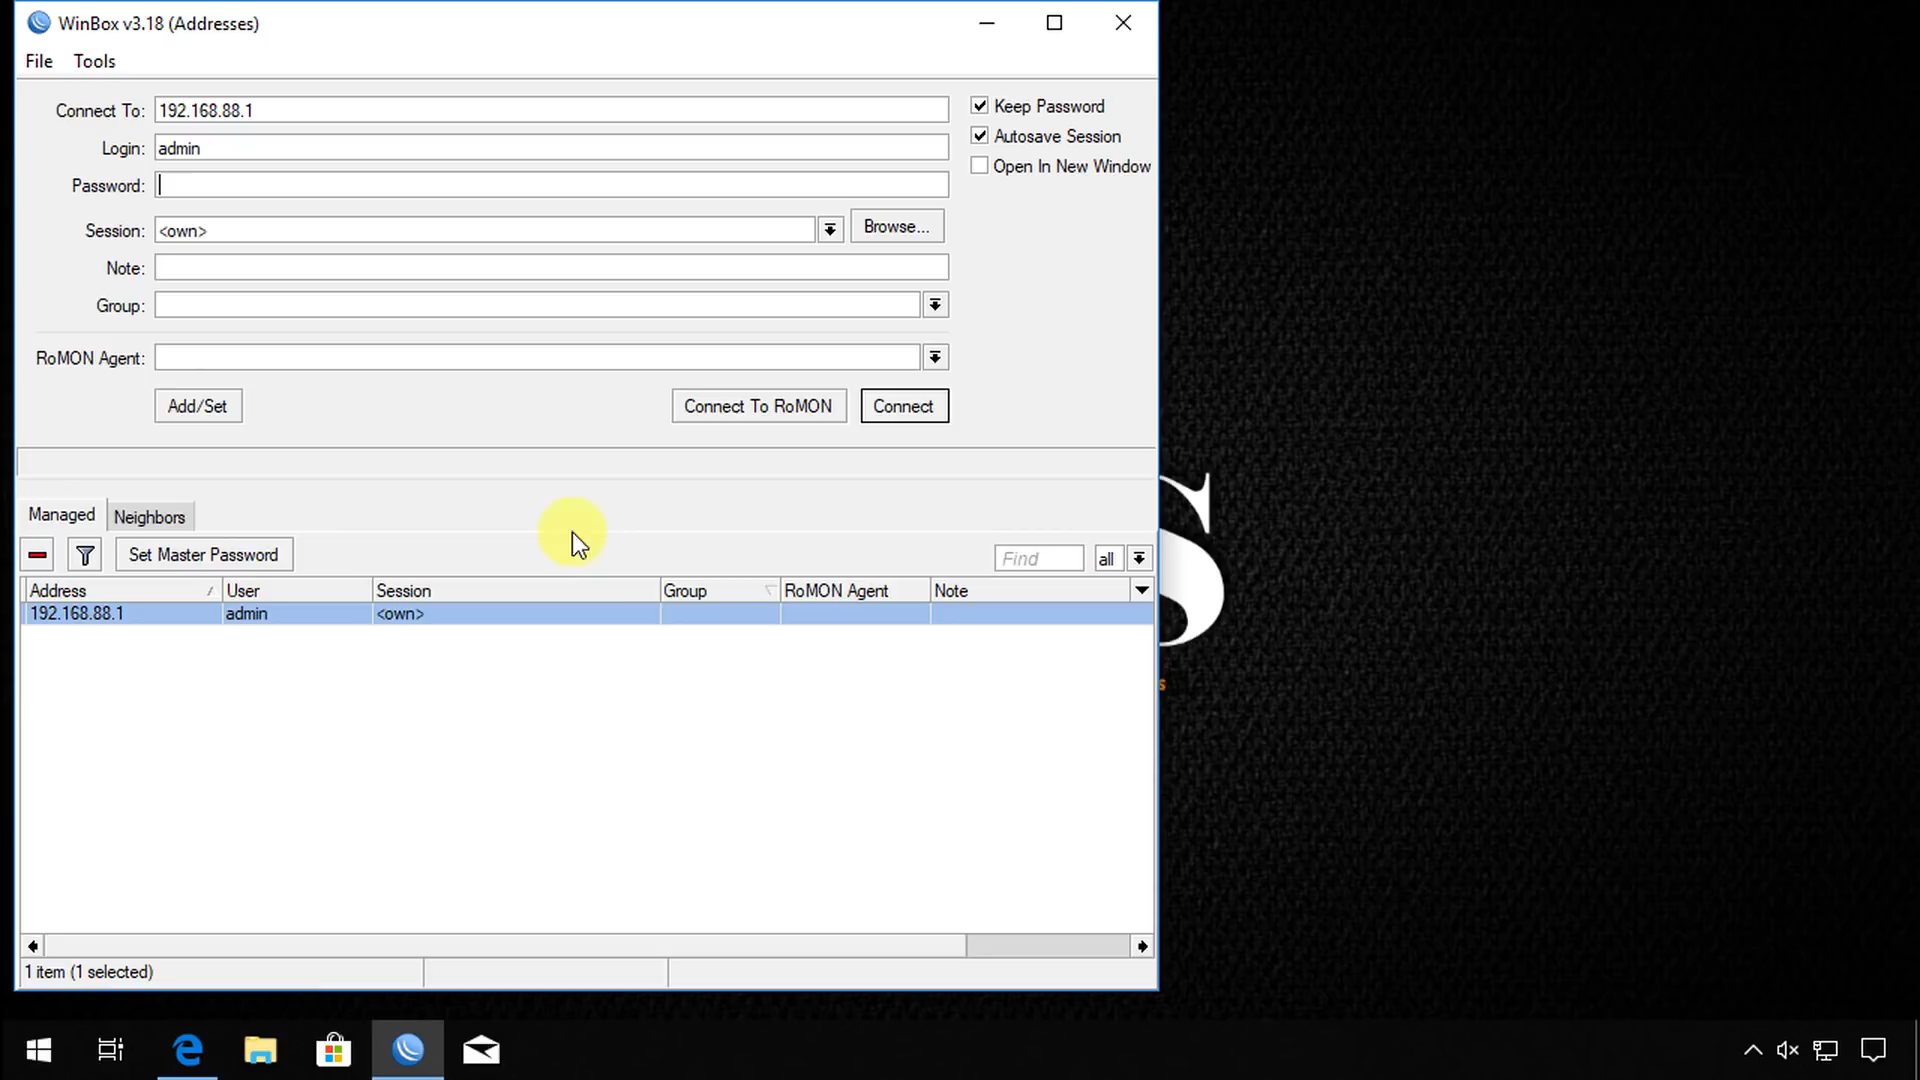 WinBox v3.18 (Addresses)
File Tools
Connect To: 192.168.88.1
Keep Password
Login: admin
Autosave Session
Password:
Open In New Window
Session: <own> Browse...
Note:
Group:
RoMON Agent:
Add/Set Connect To RoMON Connect
Managed Neighbors
Set Master Password Find all
Address User Session Group RoMON Agent Note
192.168.88.1 admin <own>
1 item (1 selected)
S
s